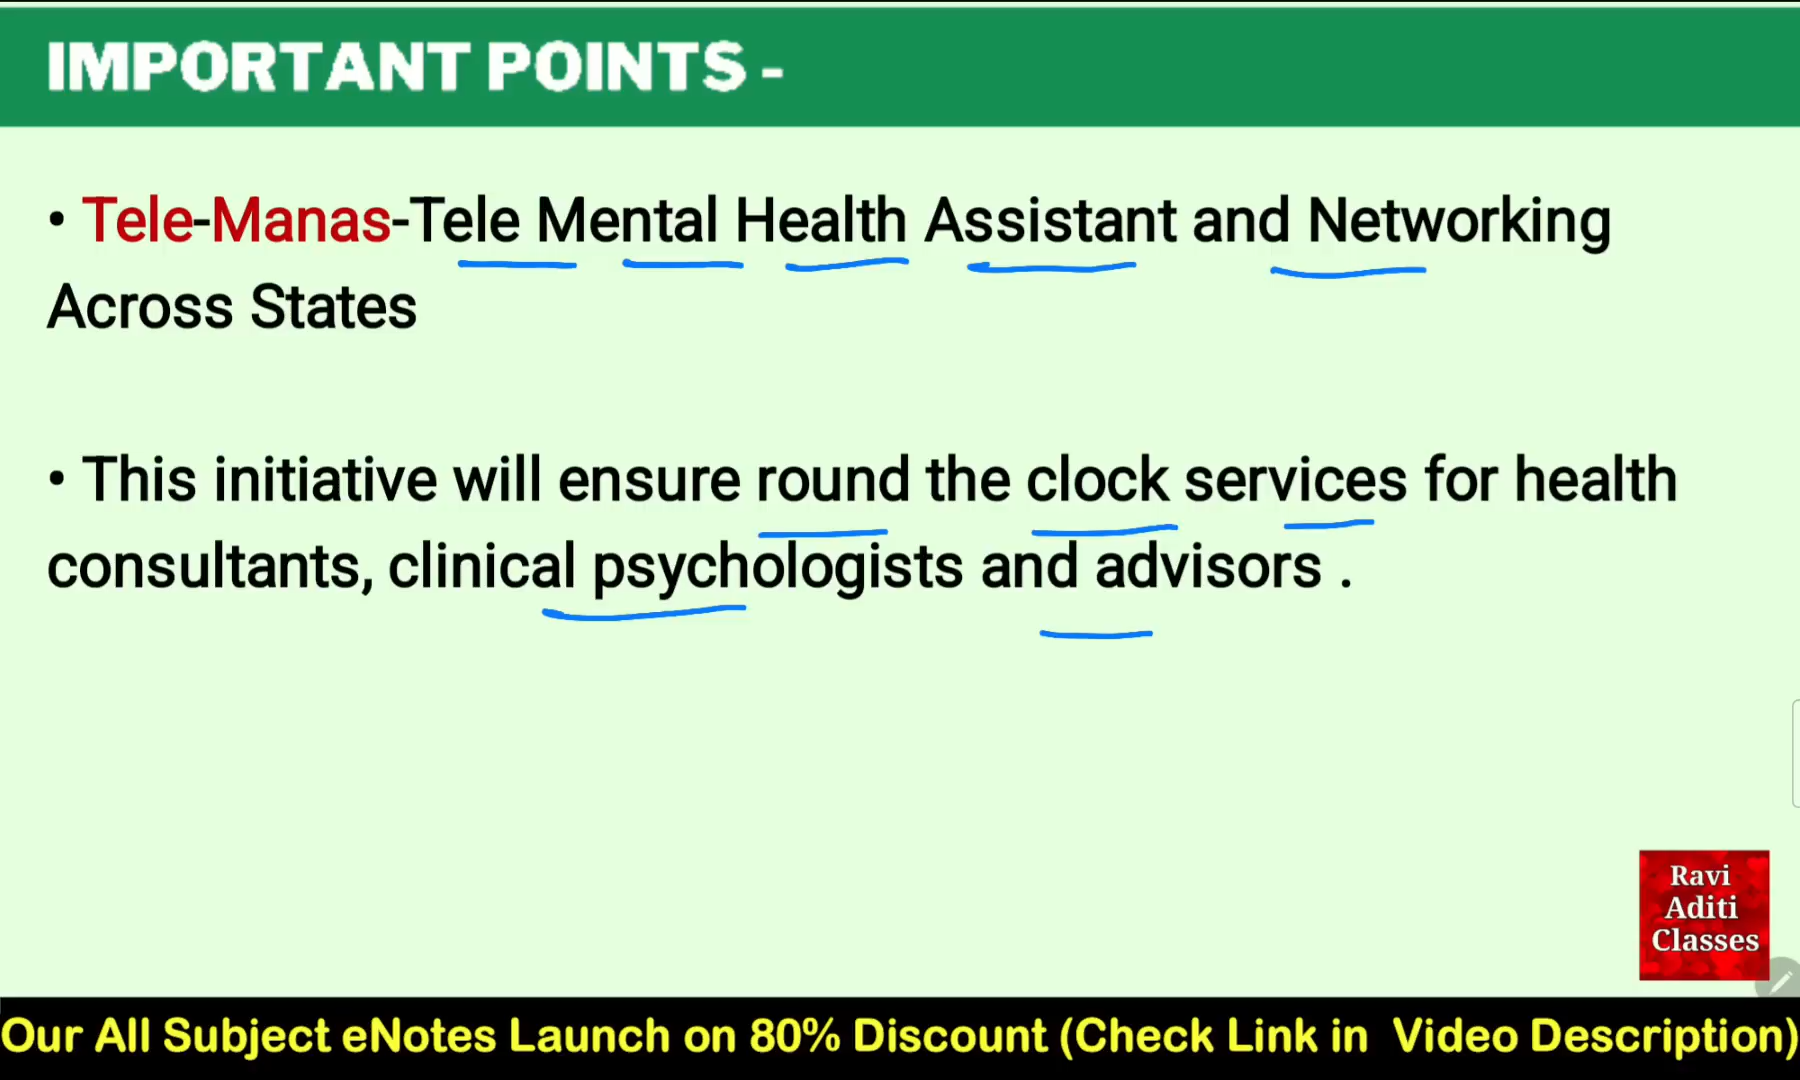 IMPORTANT POINTS -
• Tele-Manas-Tele Mental Health Assistant and Networking
Across States
• This initiative will ensure round the clock services for health
consultants, clinical psychologists and advisors .
Ravi
Aditi
Classes
Our All Subject eNotes Launch on 80% Discount (Check Link in Video Description)